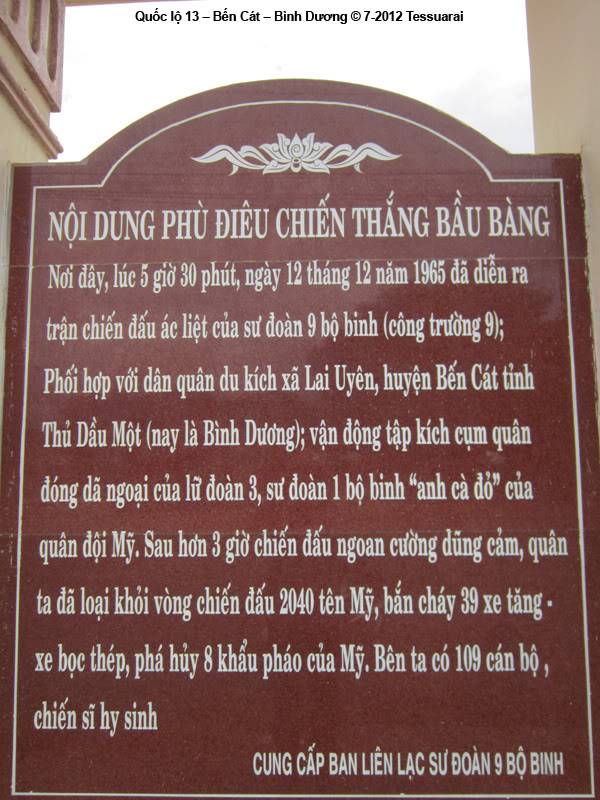 Quốc lộ 13 – Bến Cát – Bình Dương © 7-2012 Tessuarai
NỘI DUNG PHÙ ĐIÊU CHIẾN THẮNG BẦU BÀNG
Nơi đây, lúc 5 giờ 30 phút, ngày 12 tháng 12 năm 1965 đã diễn ra
trận chiến đấu ác liệt của sư đoàn 9 bộ binh (công trường 9);
Phối hợp với dân quân du kích xã Lai Uyên, huyện Bến Cát tỉnh
Thủ Dầu Một (nay là Bình Dương); vận động tập kích cụm quân
đóng dã ngoại của lữ đoàn 3, sư đoàn 1 bộ binh “anh cà đỏ” của
quân đội Mỹ. Sau hơn 3 giờ chiến đấu ngoan cường dũng cảm, quân
ta đã loại khỏi vòng chiến đấu 2040 tên Mỹ, bắn cháy 39 xe tăng -
xe bọc thép, phá hủy 8 khẩu pháo của Mỹ. Bên ta có 109 cán bộ ,
chiến sĩ hy sinh
CUNG CẤP BAN LIÊN LẠC SƯ ĐOÀN 9 BỘ BINH